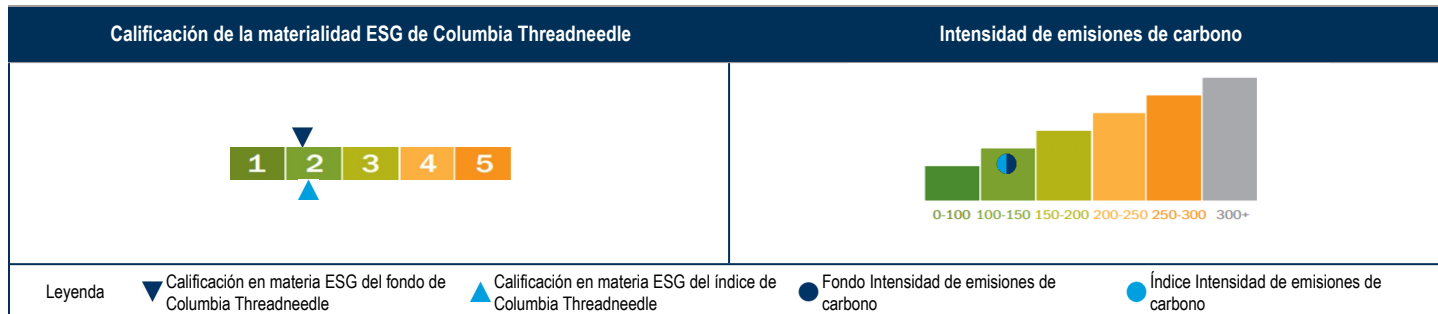 Calificación de la materialidad ESG de Columbia Threadneedle
Intensidad de emisiones de carbono
1 2 3 4 5
0-100 100-150 150-200 200-250 250-300 300+
Leyenda
Calificación en materia ESG del fondo de
Columbia Threadneedle
Calificación en materia ESG del índice de
Columbia Threadneedle
Fondo Intensidad de emisiones de
carbono
Índice Intensidad de emisiones de
carbono